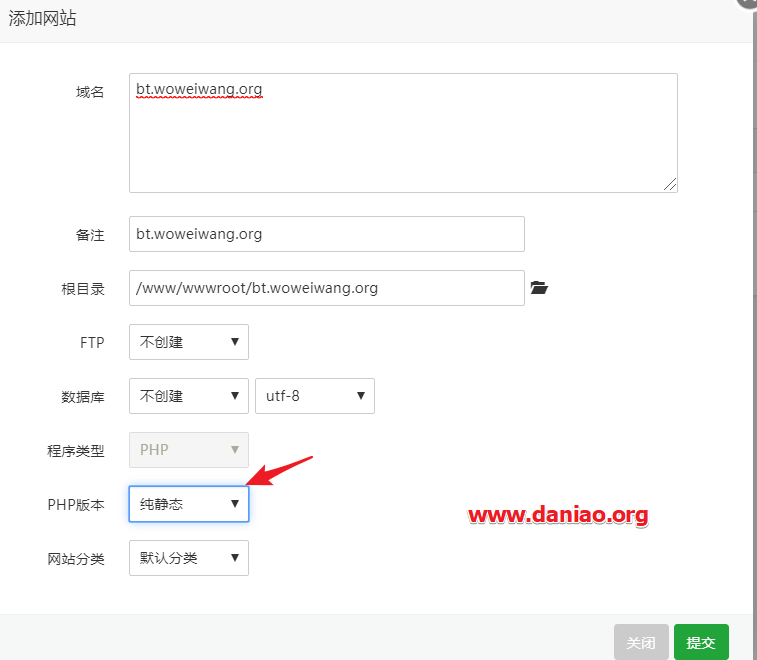 添加网站
域名 bt.woweiwang.org
备注 bt.woweiwang.org
根目录 /www/wwwroot/bt.woweiwang.org
FTP 不创建
数据库 不创建 utf-8
程序类型 PHP
PHP版本 纯静态
www.daniao.org
网站分类 默认分类
关闭 提交